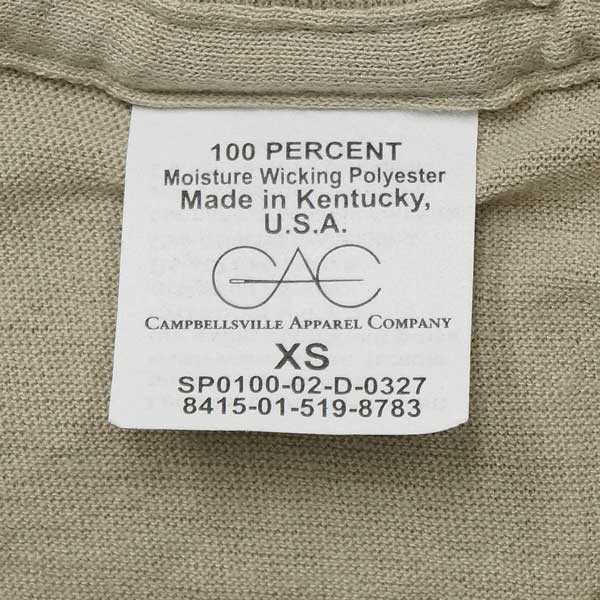 100 PERCENT
Moisture Wicking Polyester
Made in Kentucky,
U.S.A.
CAC
CAMPBELLSVILLE APPAREL COMPANY
XS
SP0100-02-D-0327
8415-01-519-8783